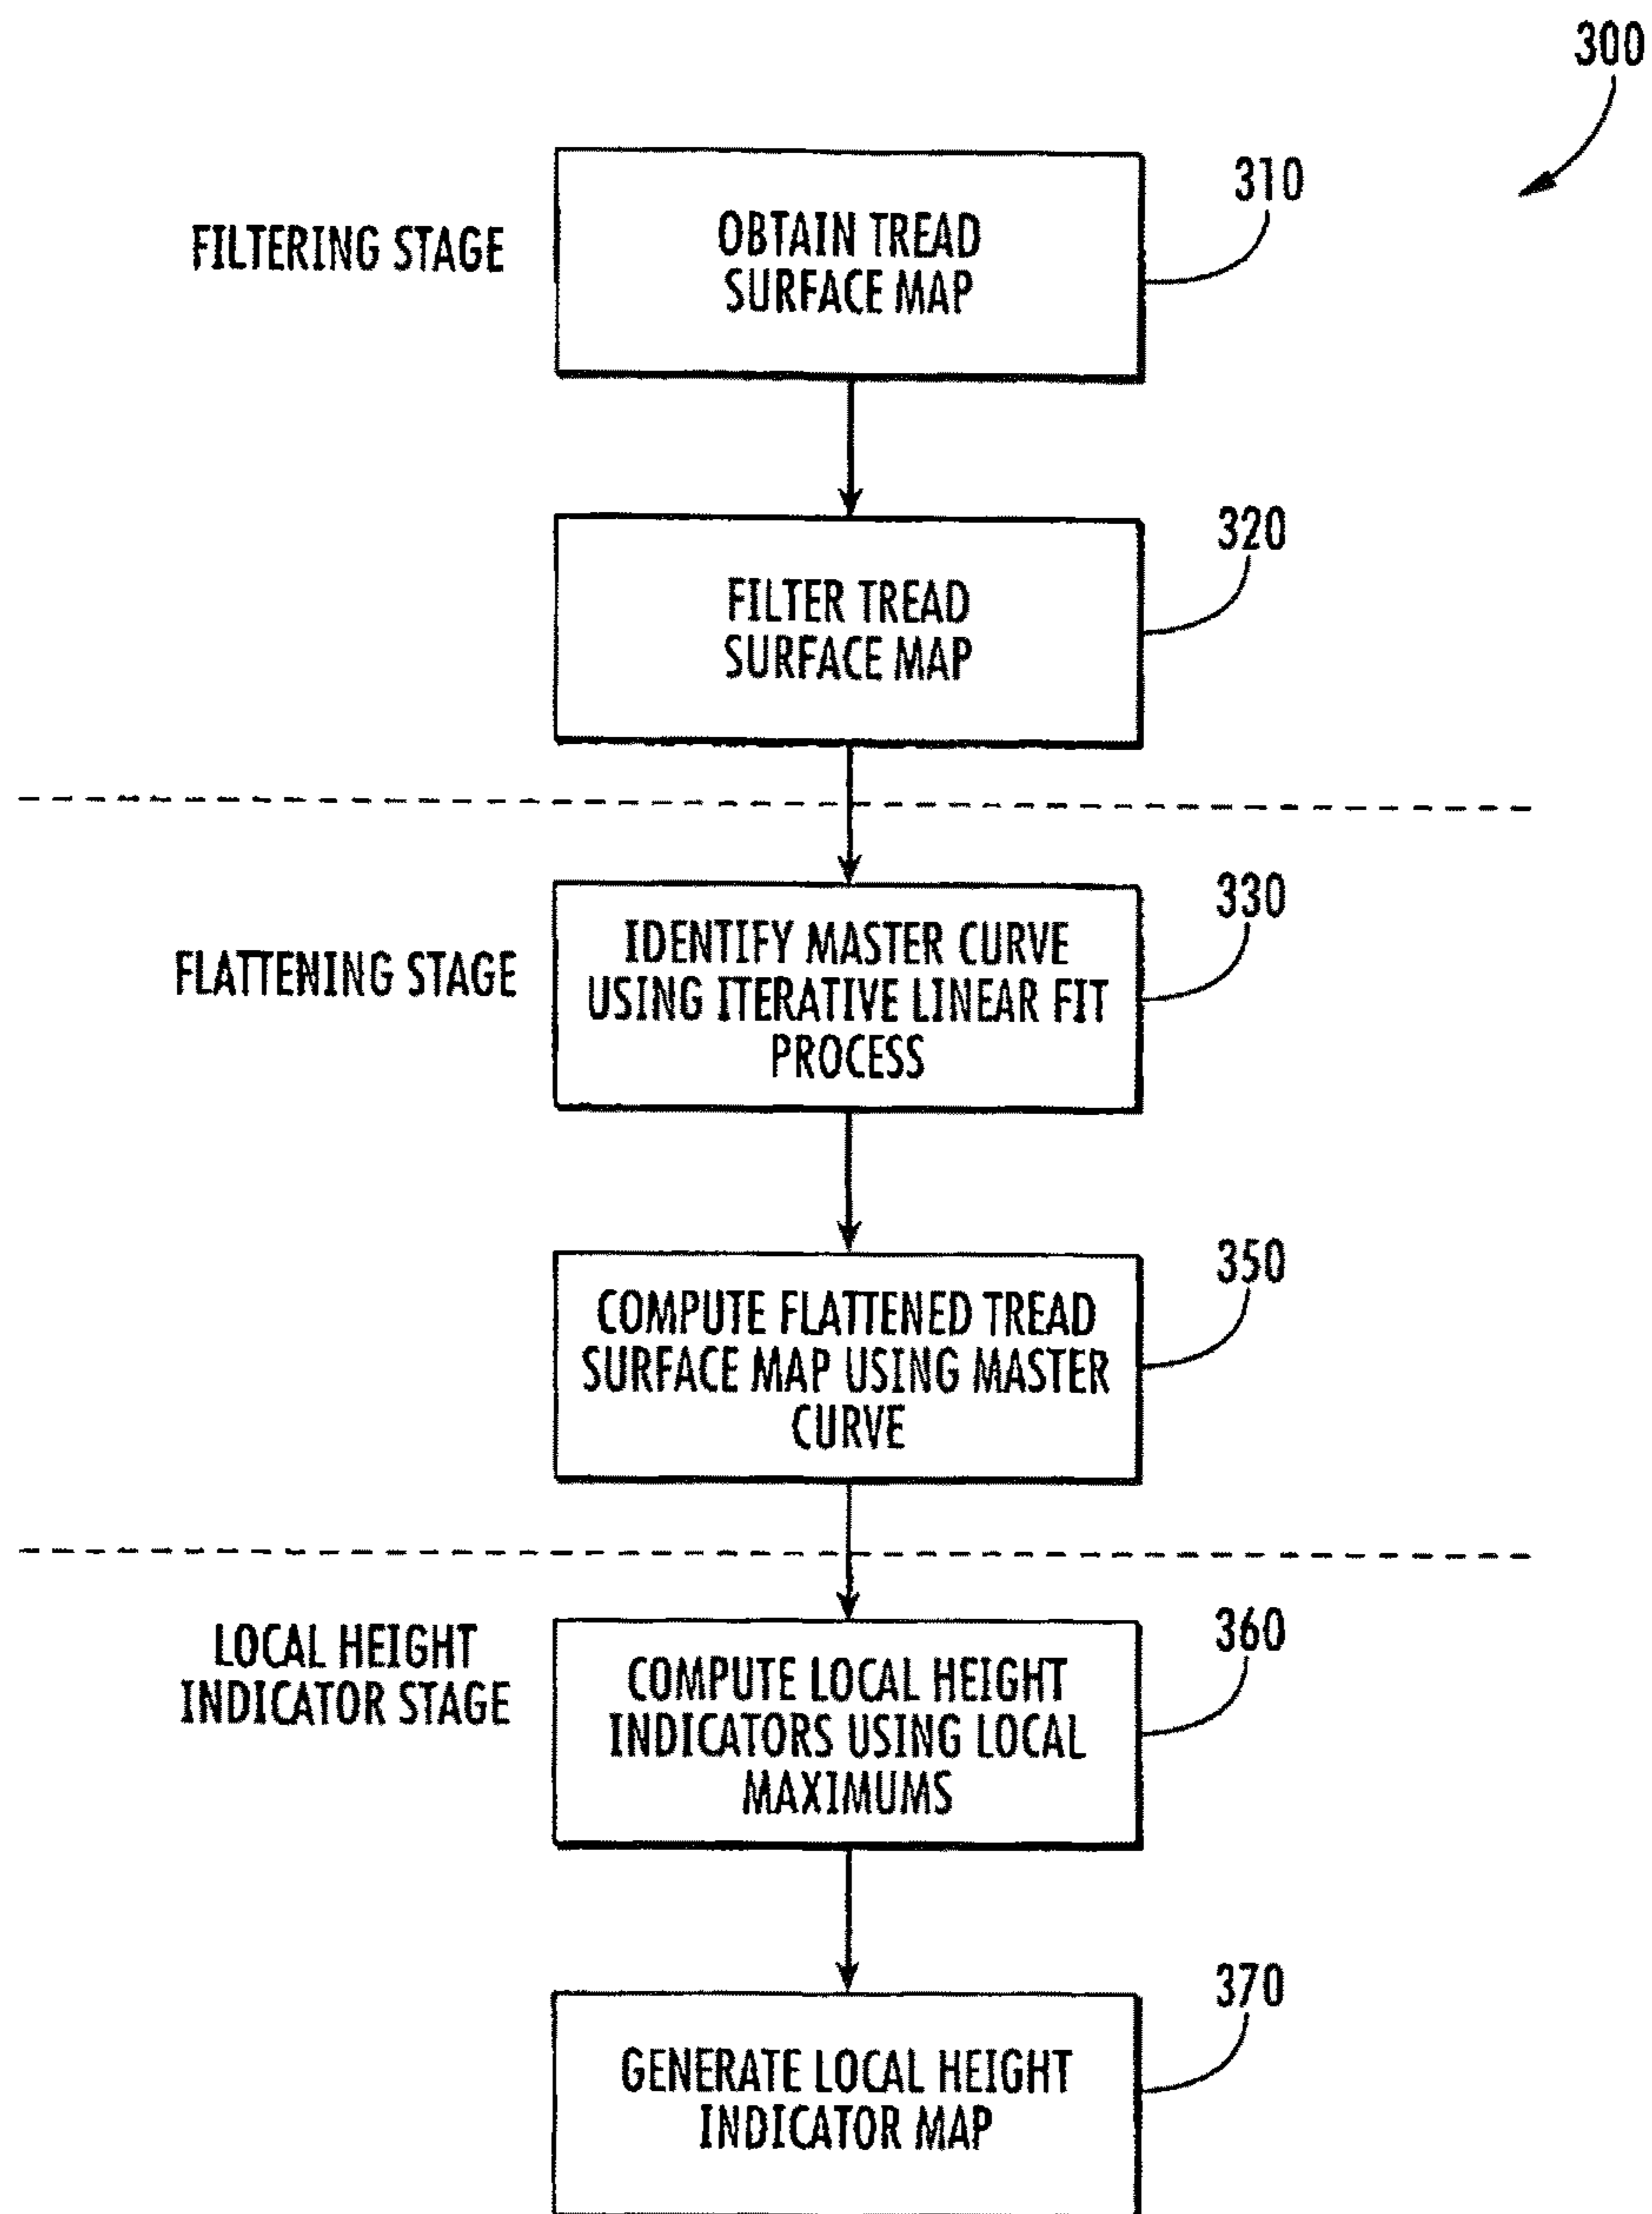 300
310
FILTERING STAGE
OBTAIN TREAD
SURFACE MAP
320
FILTER TREAD
SURFACE MAP
330
FLATTENING STAGE
IDENTIFY MASTER CURVE
USING ITERATIVE LINEAR FIT
PROCESS
350
COMPUTE FLATTENED TREAD
SURFACE MAP USING MASTER
CURVE
360
LOCAL HEIGHT
INDICATOR STAGE
COMPUTE LOCAL HEIGHT
INDICATORS USING LOCAL
MAXIMUMS
370
GENERATE LOCAL HEIGHT
INDICATOR MAP